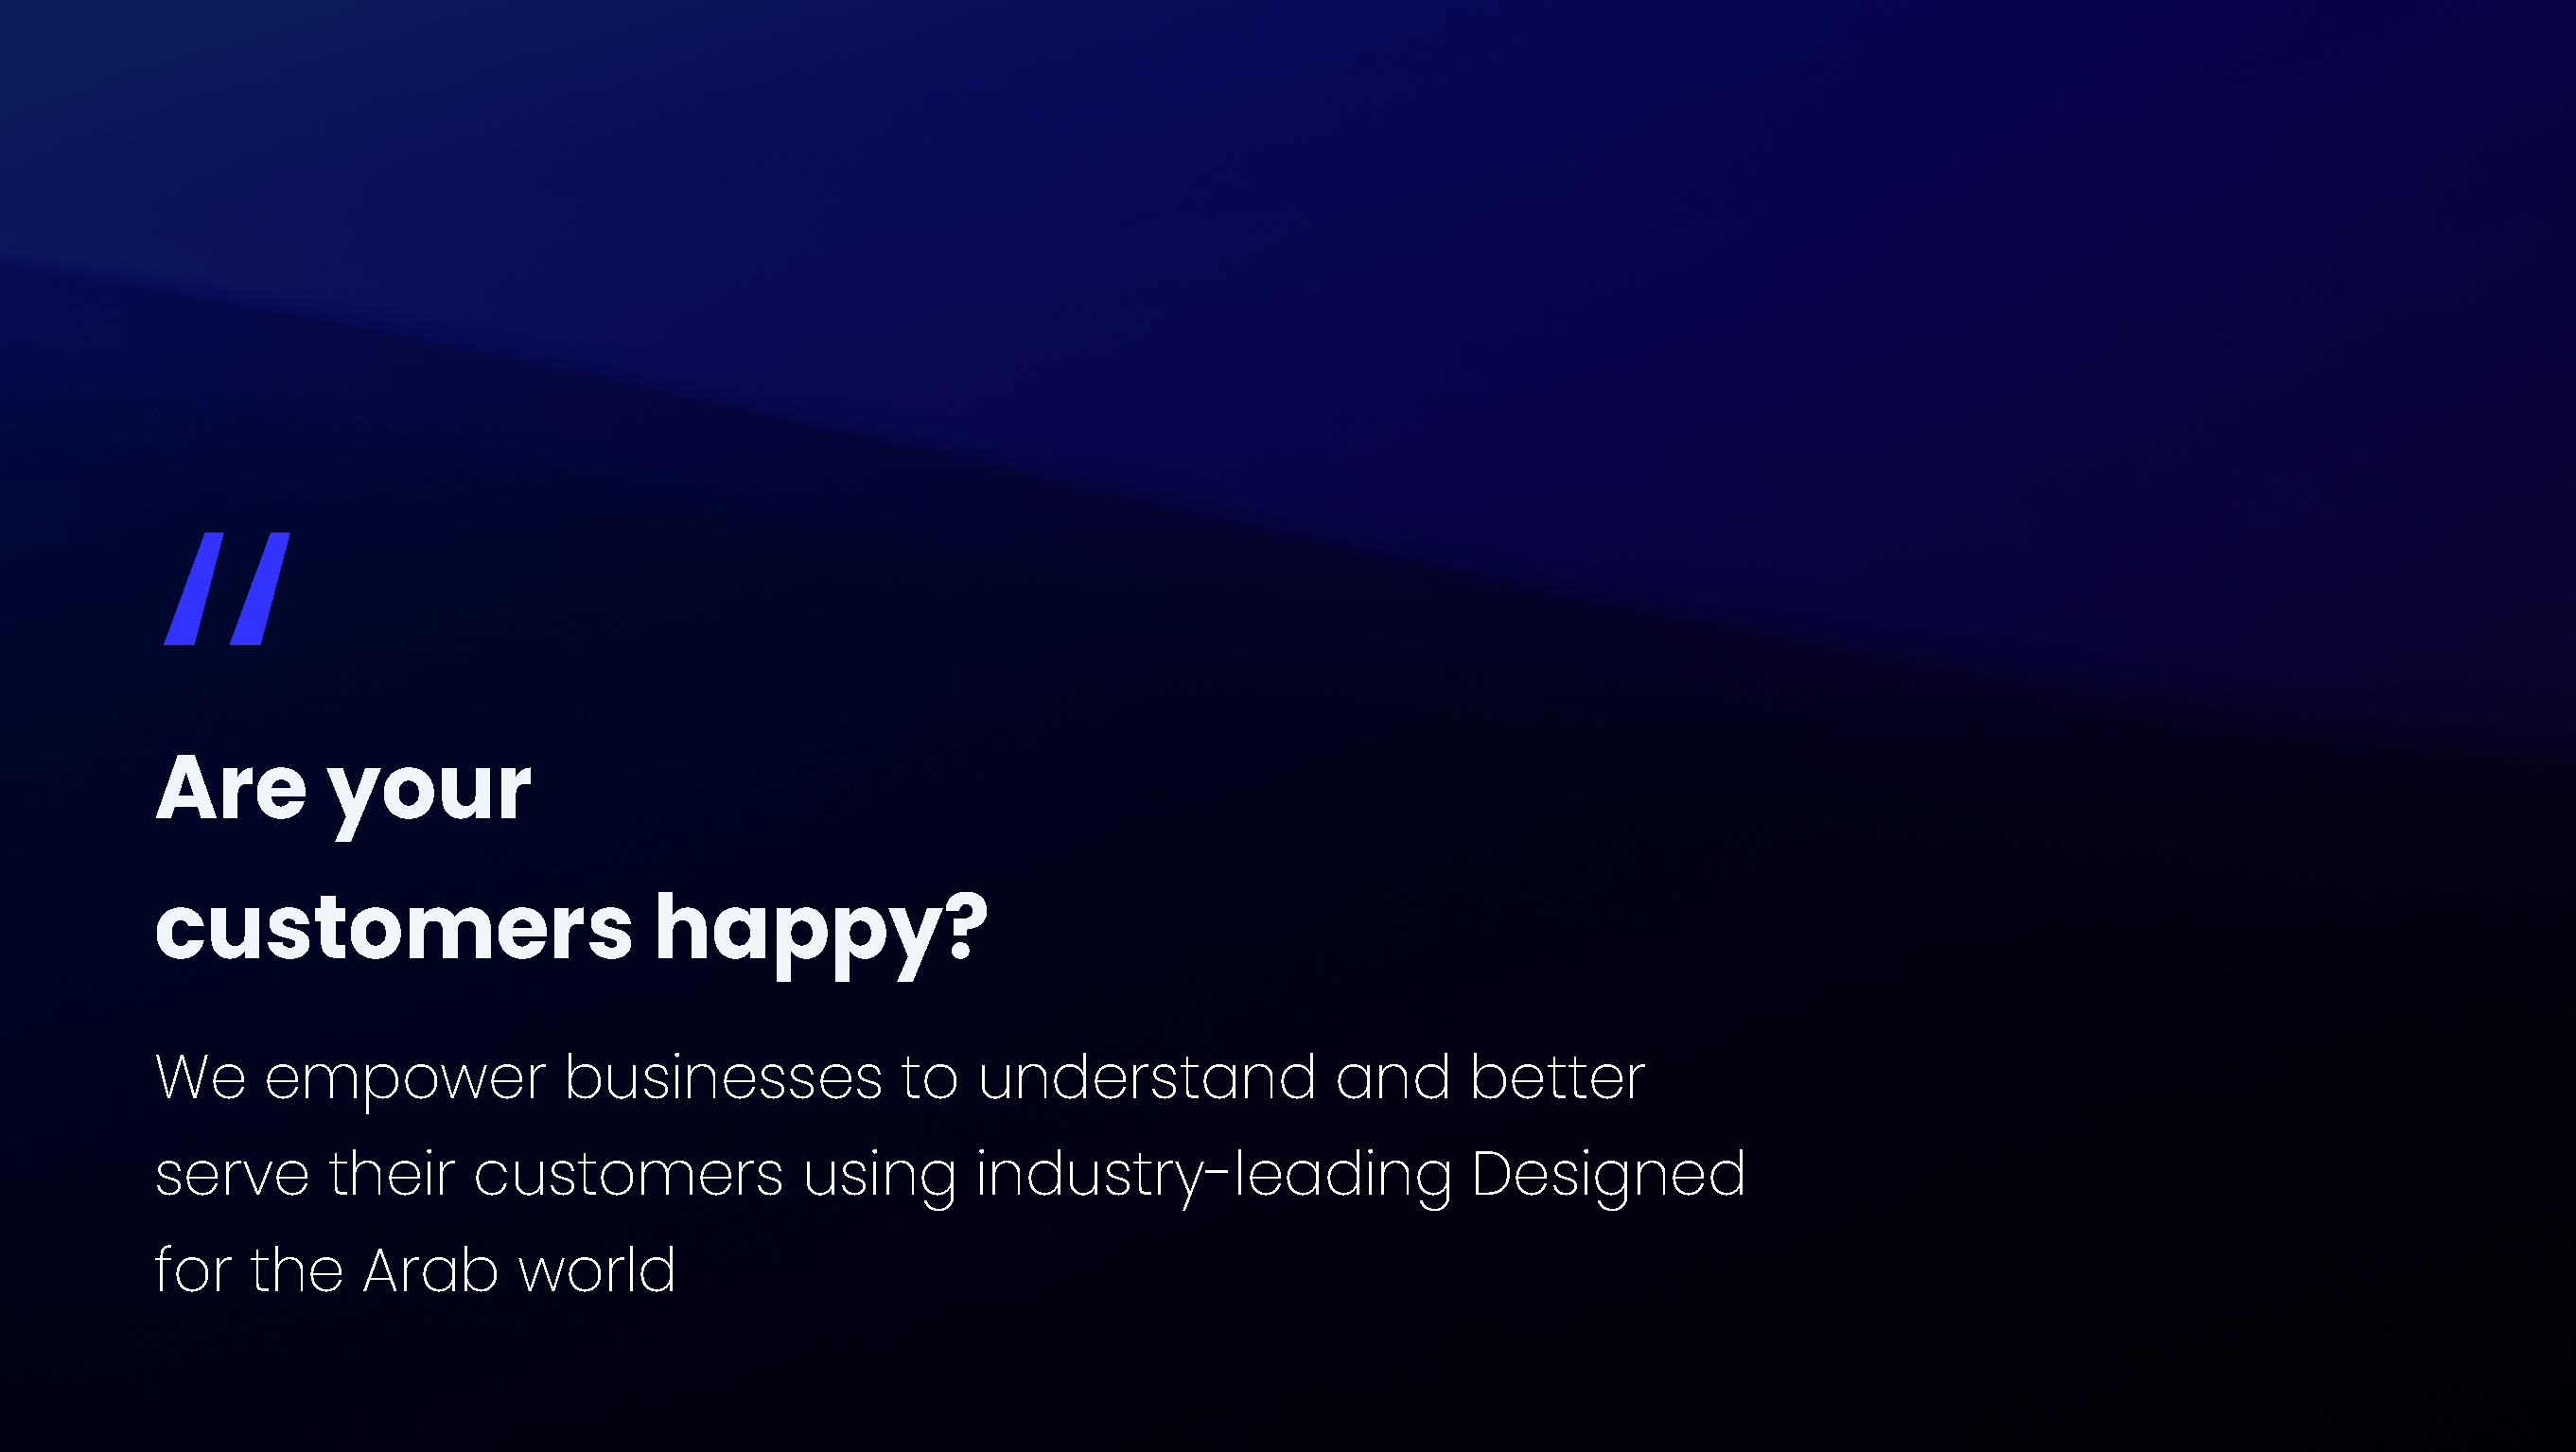 "
Are your
customers happy?
We empower businesses to understand and better
serve their customers using industry-leading Designed
for the Arab world